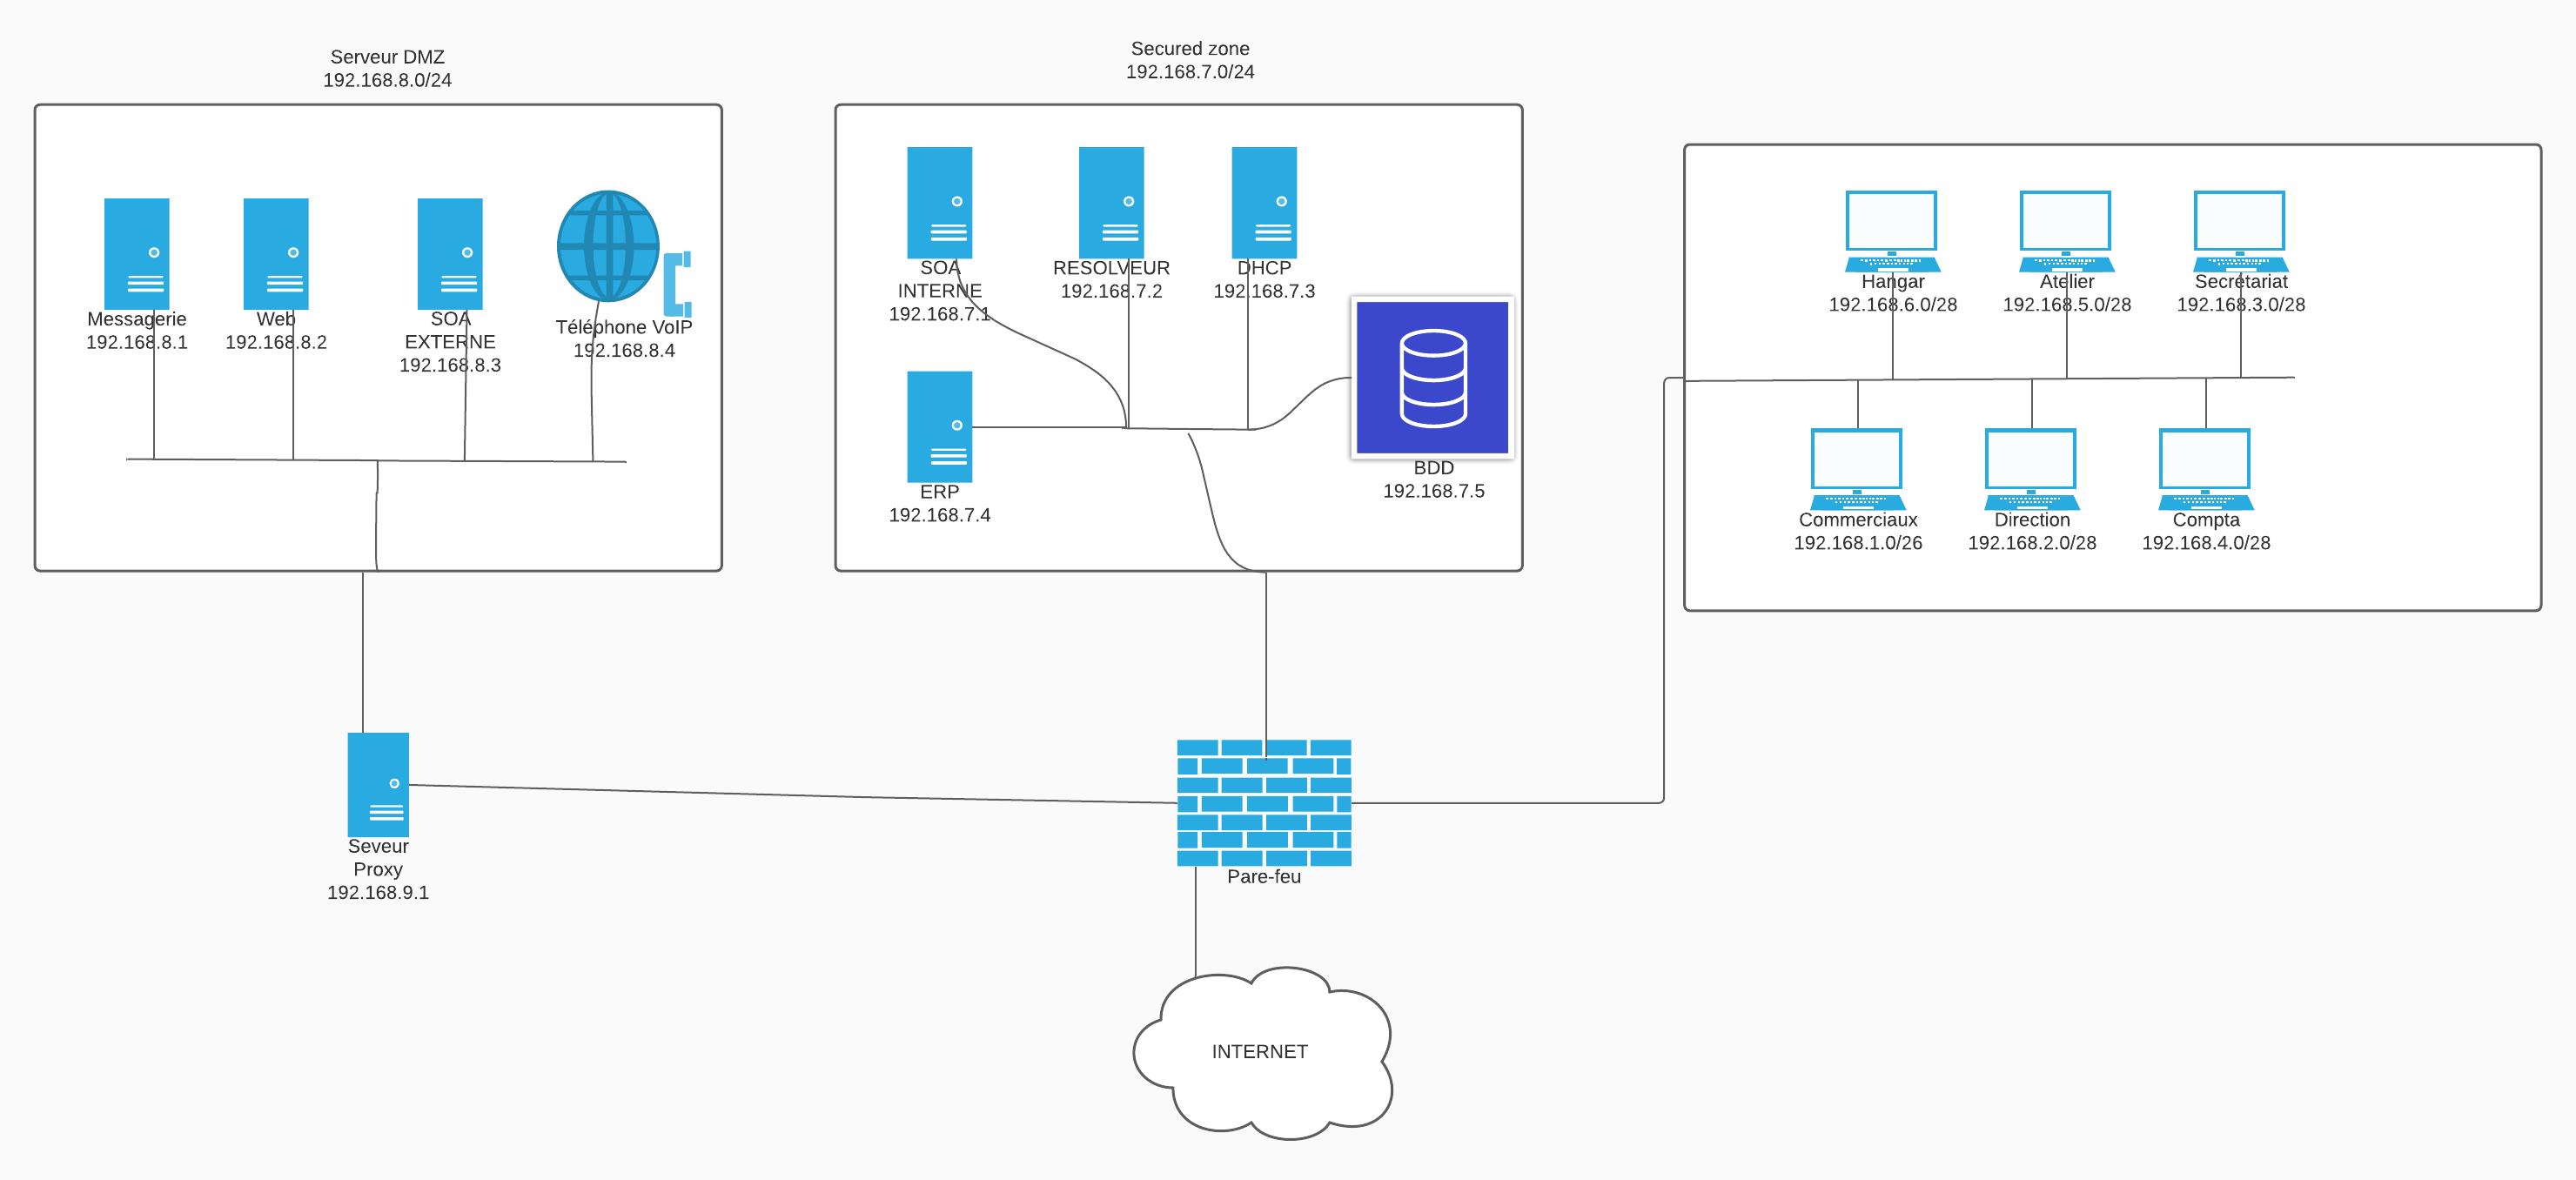 Serveur DMZ
192.168.8.0/24
Secured zone
192.168.7.0/24
Messagerie
192.168.8.1
Web
192.168.8.2
SOA
EXTERNE
192.168.8.3
Téléphone VoIP
192.168.8.4
SOA
INTERNE
192.168.7.1
RESOLVEUR
192.168.7.2
DHCP
192.168.7.3
ERP
192.168.7.4
BDD
192.168.7.5
Hangar
192.168.6.0/28
Atelier
192.168.5.0/28
Secrétariat
192.168.3.0/28
Commerciaux
192.168.1.0/26
Direction
192.168.2.0/28
Compta
192.168.4.0/28
Seveur
Proxy
192.168.9.1
Pare-feu
INTERNET